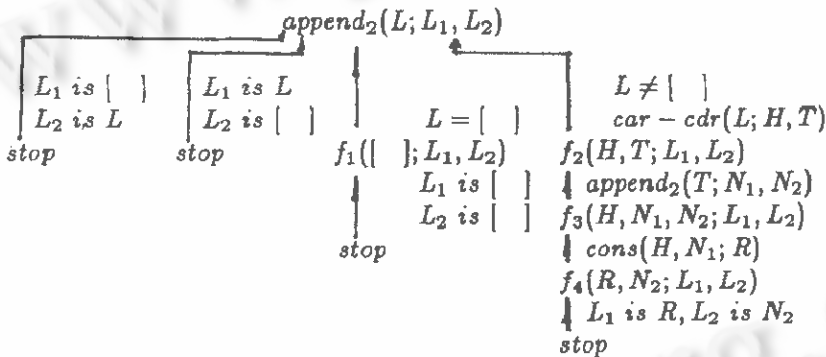 append₂(L; L₁, L₂)
L₁ is [ ]
L₂ is L
stop
L₁ is L
L₂ is [ ]
stop
L = [ ]
f₁([ ]; L₁, L₂)
L₁ is [ ]
L₂ is [ ]
stop
L ≠ [ ]
car − cdr(L; H, T)
f₂(H, T; L₁, L₂)
append₂(T; N₁, N₂)
f₃(H, N₁, N₂; L₁, L₂)
cons(H, N₁; R)
f₄(R, N₂; L₁, L₂)
L₁ is R, L₂ is N₂
stop